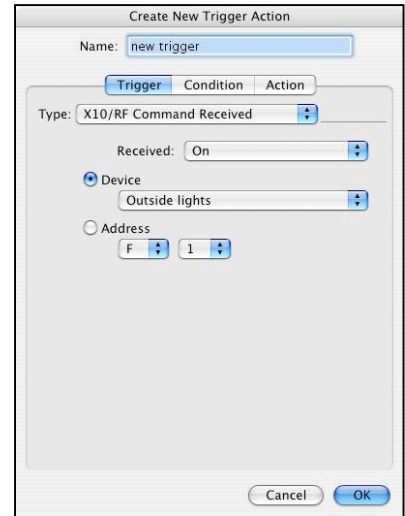 Create New Trigger Action
Name: new trigger
Trigger Condition Action
Type: X10/RF Command Received
Received: On
Device
Outside lights
Address
F 1
Cancel OK